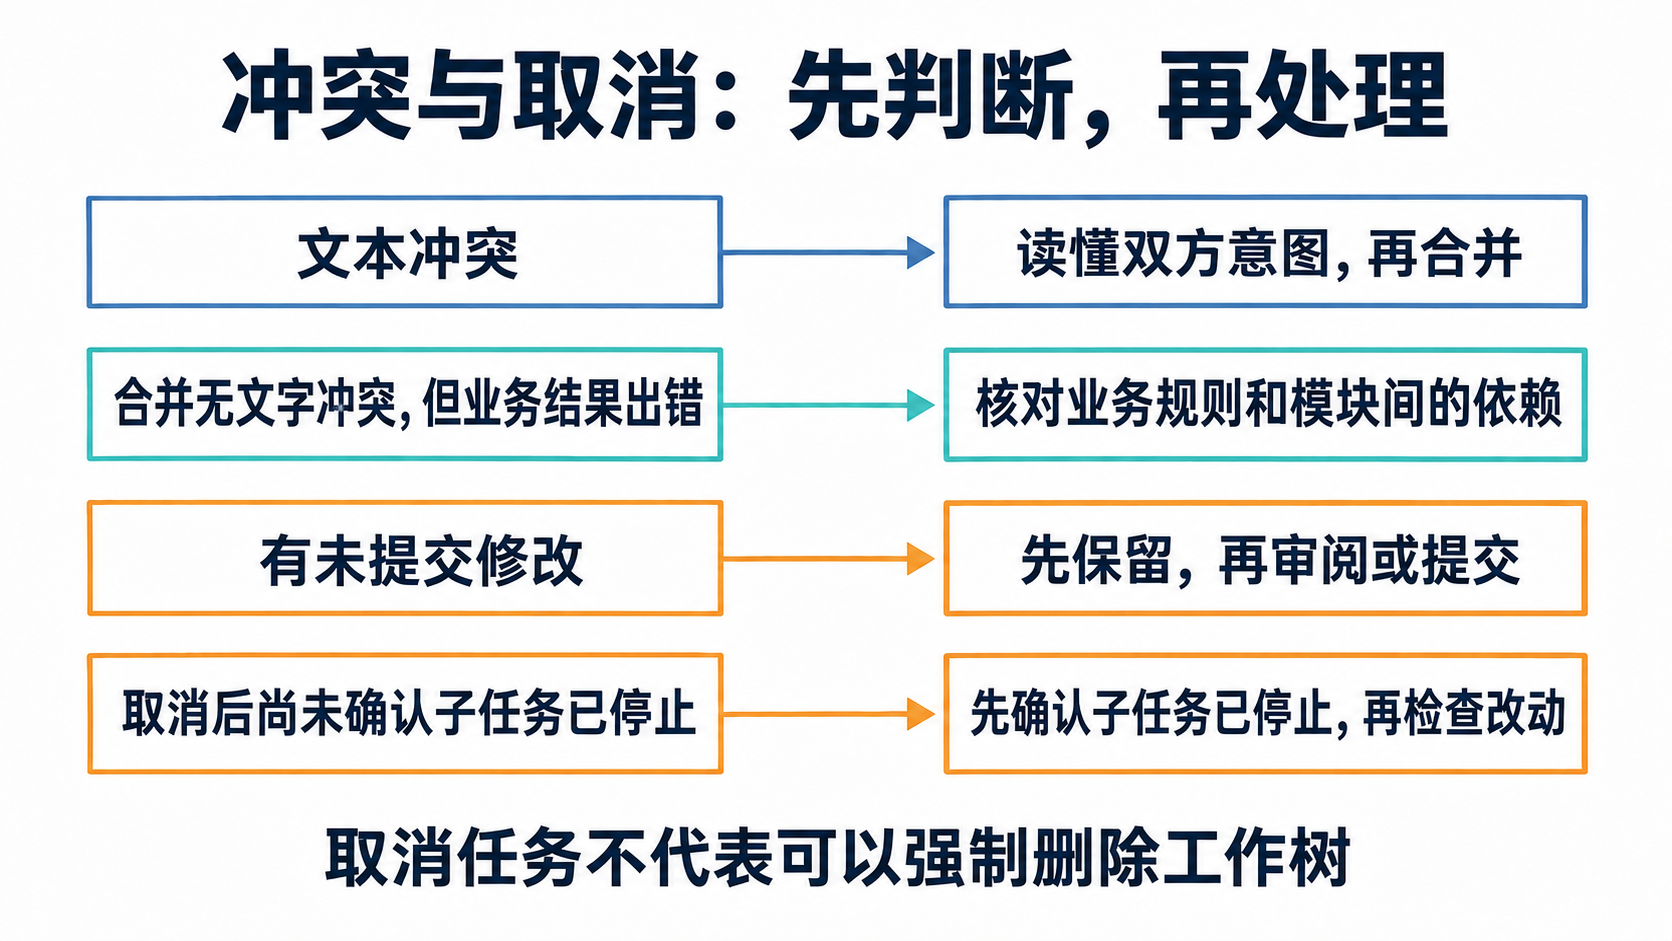 冲突与取消：先判断，再处理
文本冲突
读懂双方意图，再合并
合并无文字冲突，但业务结果出错
核对业务规则和模块间的依赖
有未提交修改
先保留，再审阅或提交
取消后尚未确认子任务已停止
先确认子任务已停止，再检查改动
取消任务不代表可以强制删除工作树